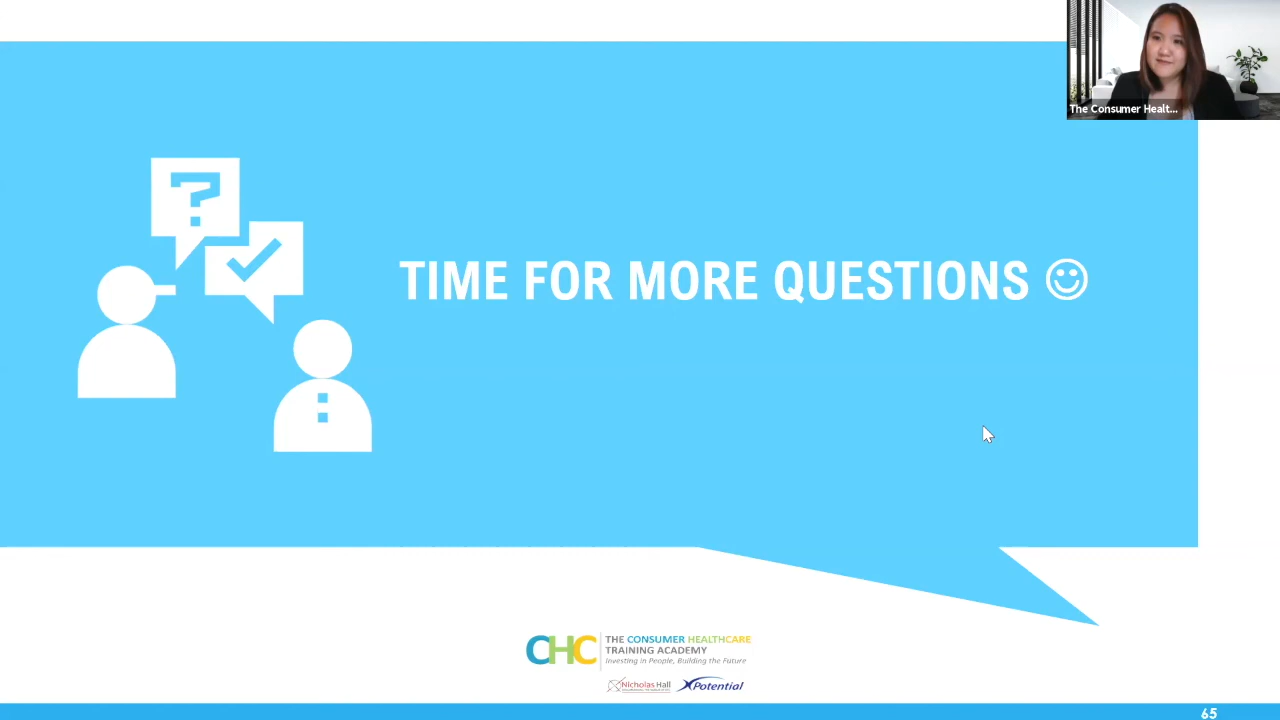 The Consumer Healt...
?
TIME FOR MORE QUESTIONS ☺
CHC
THE CONSUMER HEALTHCARE
TRAINING ACADEMY
Investing in People, Building the Future
Nicholas Hall
XPotential
65